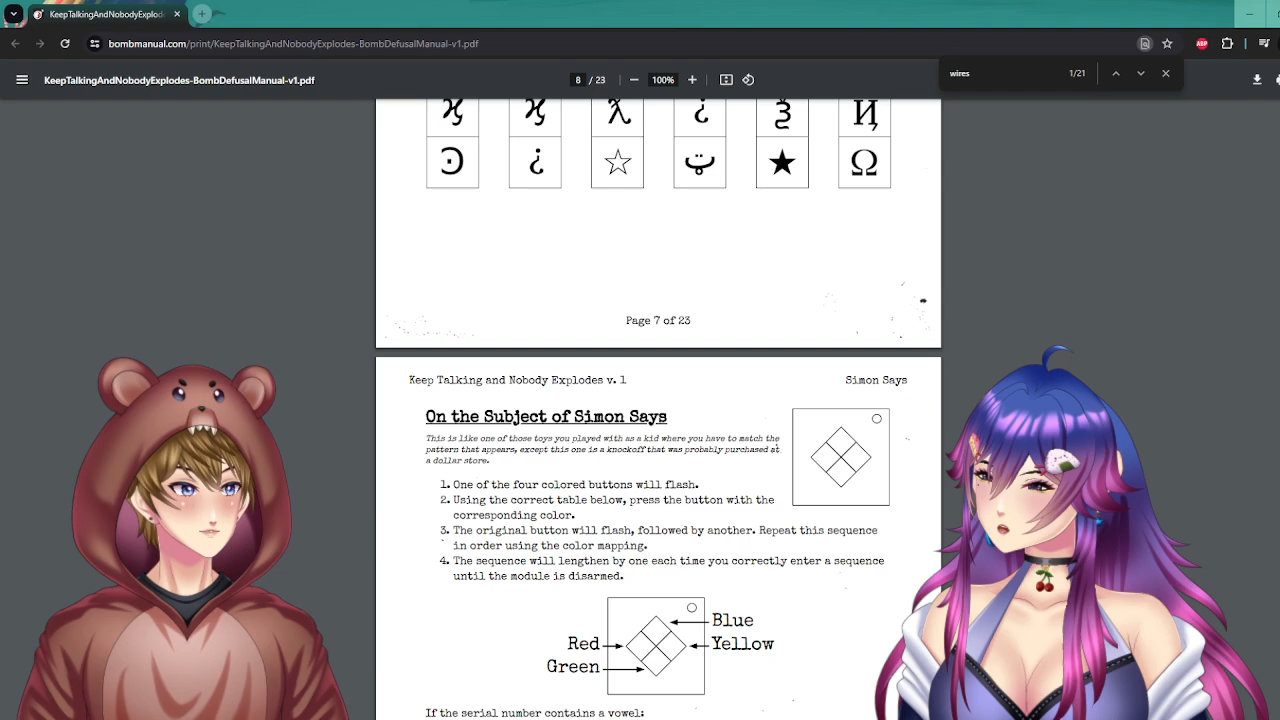 KeepTalkingAndNobodyExplodes
bombmanual.com/print/KeepTalkingAndNobodyExplodes-BombDefusalManual-v1.pdf
ABP
wires 1/21
KeepTalkingAndNobodyExplodes-BombDefusalManual-v1.pdf
8 / 23
100%
Page 7 of 23
Keep Talking and Nobody Explodes v. 1
Simon Says
On the Subject of Simon Says
This is like one of those toys you played with as a kid where you have to match the
pattern that appears, except this one is a knockoff that was probably purchased at
a dollar store.
1. One of the four colored buttons will flash.
2. Using the correct table below, press the button with the
corresponding color.
3. The original button will flash, followed by another. Repeat this sequence
in order using the color mapping.
4. The sequence will lengthen by one each time you correctly enter a sequence
until the module is disarmed.
Blue
Red
Yellow
Green
If the serial number contains a vowel: